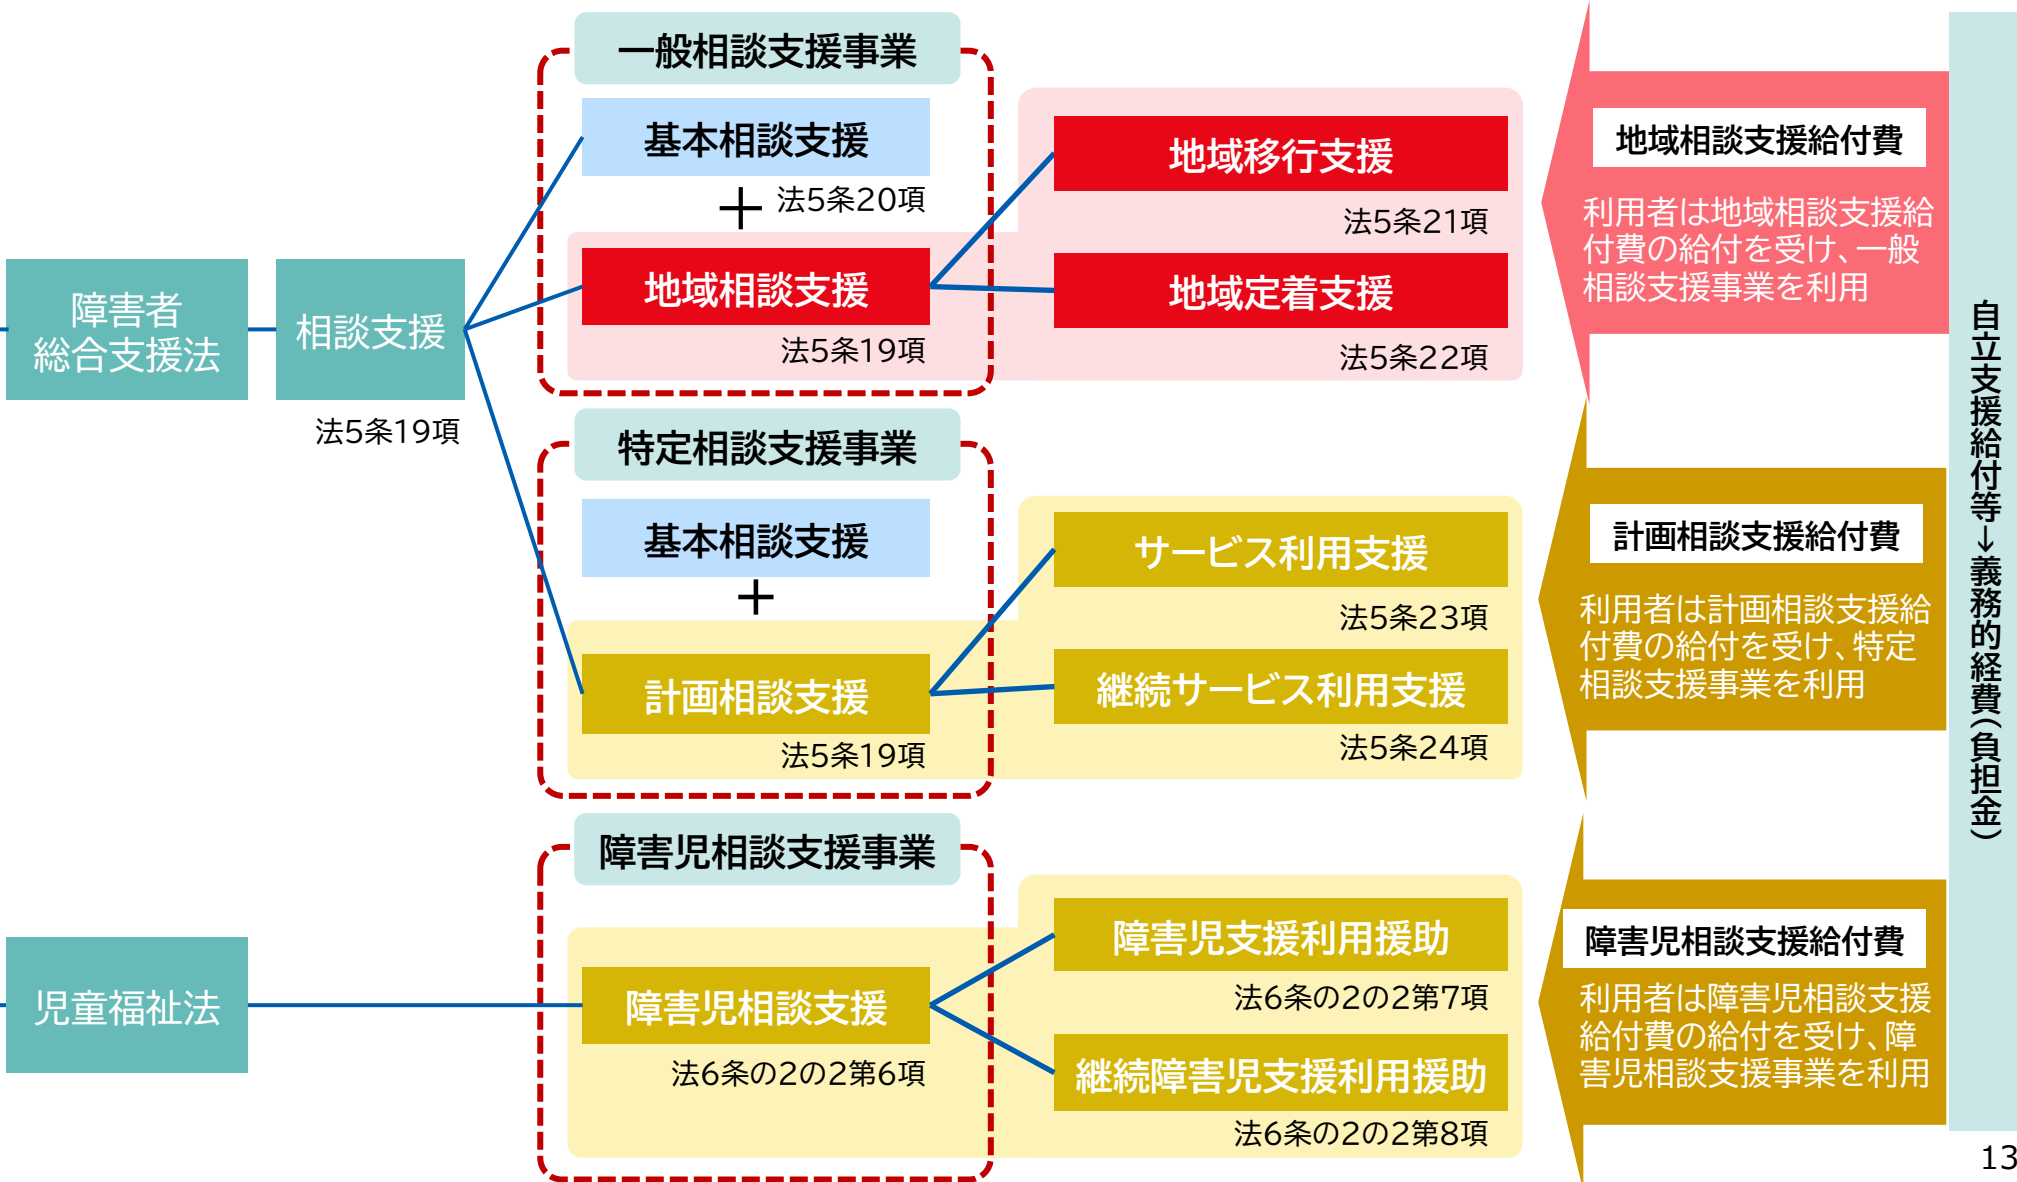 障害者
総合支援法
相談支援
法5条19項
一般相談支援事業
基本相談支援
+
法5条20項
地域相談支援
法5条19項
地域移行支援
法5条21項
地域定着支援
法5条22項
地域相談支援給付費
利用者は地域相談支援給
付費の給付を受け、一般
相談支援事業を利用
特定相談支援事業
基本相談支援
+
計画相談支援
法5条19項
サービス利用支援
法5条23項
継続サービス利用支援
法5条24項
計画相談支援給付費
利用者は計画相談支援給
付費の給付を受け、特定
相談支援事業を利用
児童福祉法
障害児相談支援事業
障害児相談支援
法6条の2の2第6項
障害児支援利用援助
法6条の2の2第7項
継続障害児支援利用援助
法6条の2の2第8項
障害児相談支援給付費
利用者は障害児相談支援
給付費の給付を受け、障
害児相談支援事業を利用
自立支援給付等→義務的経費(負担金)
13